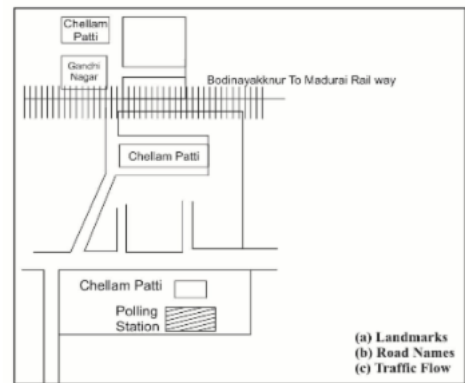 Chellam
Patti
Gandhi
Nagar
Bodinayakknur To Madurai Rail way
Chellam Patti
Chellam Patti
Polling
Station
(a) Landmarks
(b) Road Names
(c) Traffic Flow